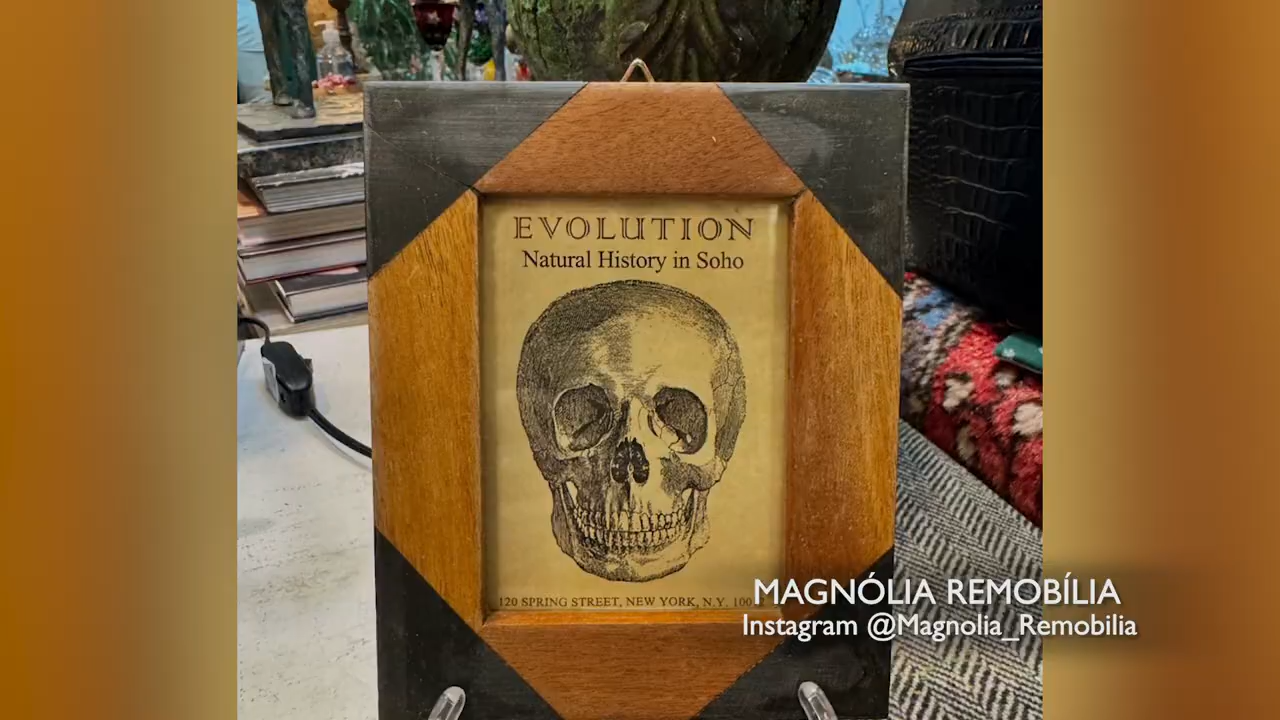 EVOLUTION
Natural History in Soho
120 SPRING STREET, NEW YORK, N.Y.
MAGNÓLIA REMOBÍLIA
Instagram @Magnolia_Remobilia